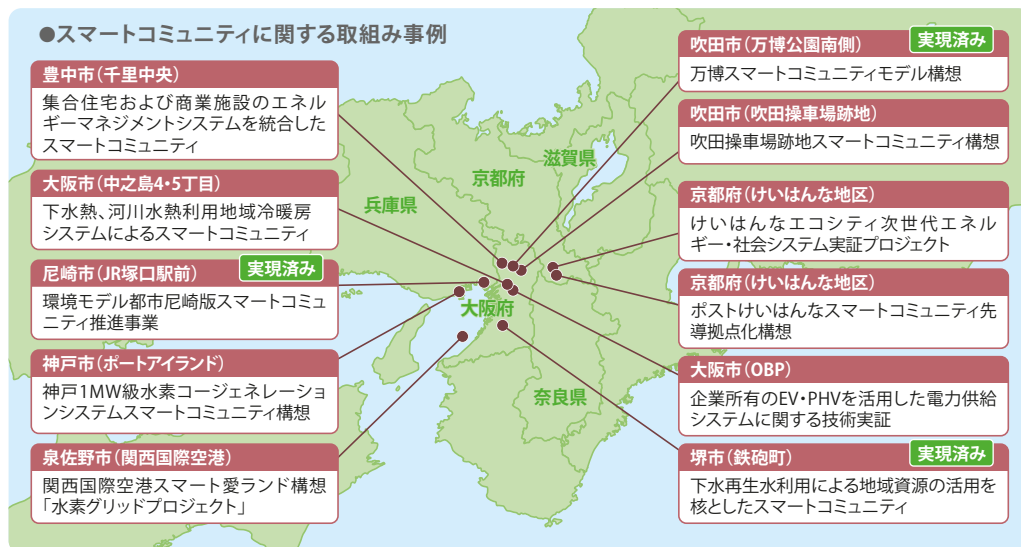 ●スマートコミュニティに関する取組み事例
豊中市(千里中央)
集合住宅および商業施設のエネル
ギーマネジメントシステムを統合した
スマートコミュニティ
大阪市(中之島4・5丁目)
下水熱、河川水熱利用地域冷暖房
システムによるスマートコミュニティ
尼崎市(JR塚口駅前)
実現済み
環境モデル都市尼崎版スマートコミュ
ニティ推進事業
神戸市(ポートアイランド)
神戸1MW級水素コージェネレーショ
ンシステムスマートコミュニティ構想
泉佐野市(関西国際空港)
関西国際空港スマート愛ランド構想
「水素グリッドプロジェクト」
兵庫県
京都府
滋賀県
大阪府
奈良県
吹田市(万博公園南側)
実現済み
万博スマートコミュニティモデル構想
吹田市(吹田操車場跡地)
吹田操車場跡地スマートコミュニティ構想
京都府(けいはんな地区)
けいはんなエコシティ次世代エネル
ギー・社会システム実証プロジェクト
京都府(けいはんな地区)
ポストけいはんなスマートコミュニティ先
導拠点化構想
大阪市(OBP)
企業所有のEV・PHVを活用した電力供給
システムに関する技術実証
堺市(鉄砲町)
実現済み
下水再生水利用による地域資源の活用を
核としたスマートコミュニティ